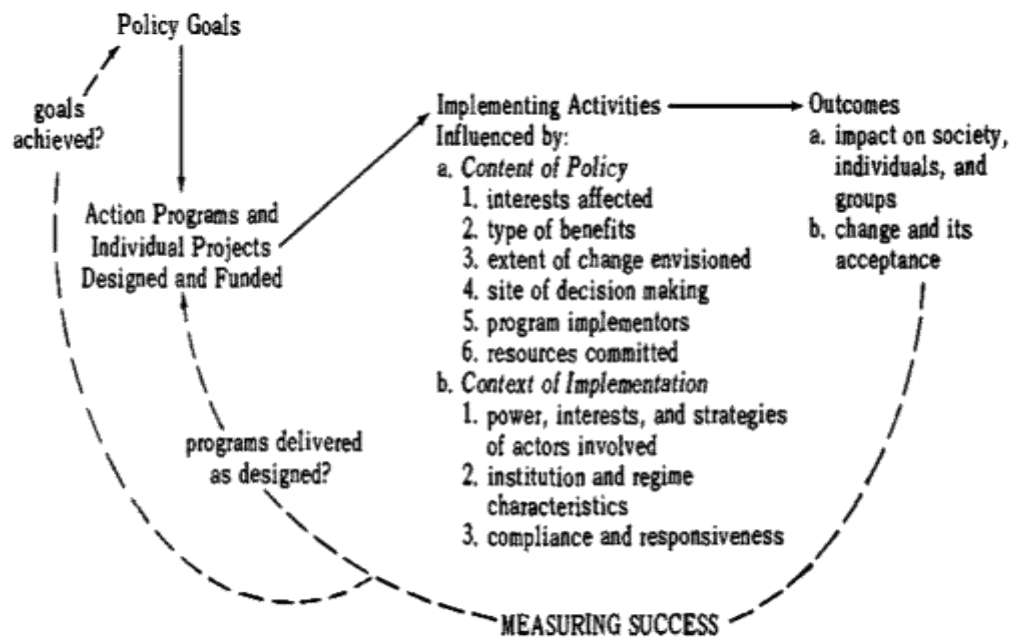 Policy Goals
goals
achieved?
Action Programs and
Individual Projects
Designed and Funded
programs delivered
as designed?
Implementing Activities
Influenced by:
a. Content of Policy
1. interests affected
2. type of benefits
3. extent of change envisioned
4. site of decision making
5. program implementors
6. resources committed
b. Context of Implementation
1. power, interests, and strategies
of actors involved
2. institution and regime
characteristics
3. compliance and responsiveness
Outcomes
a. impact on society,
individuals, and
groups
b. change and its
acceptance
MEASURING SUCCESS